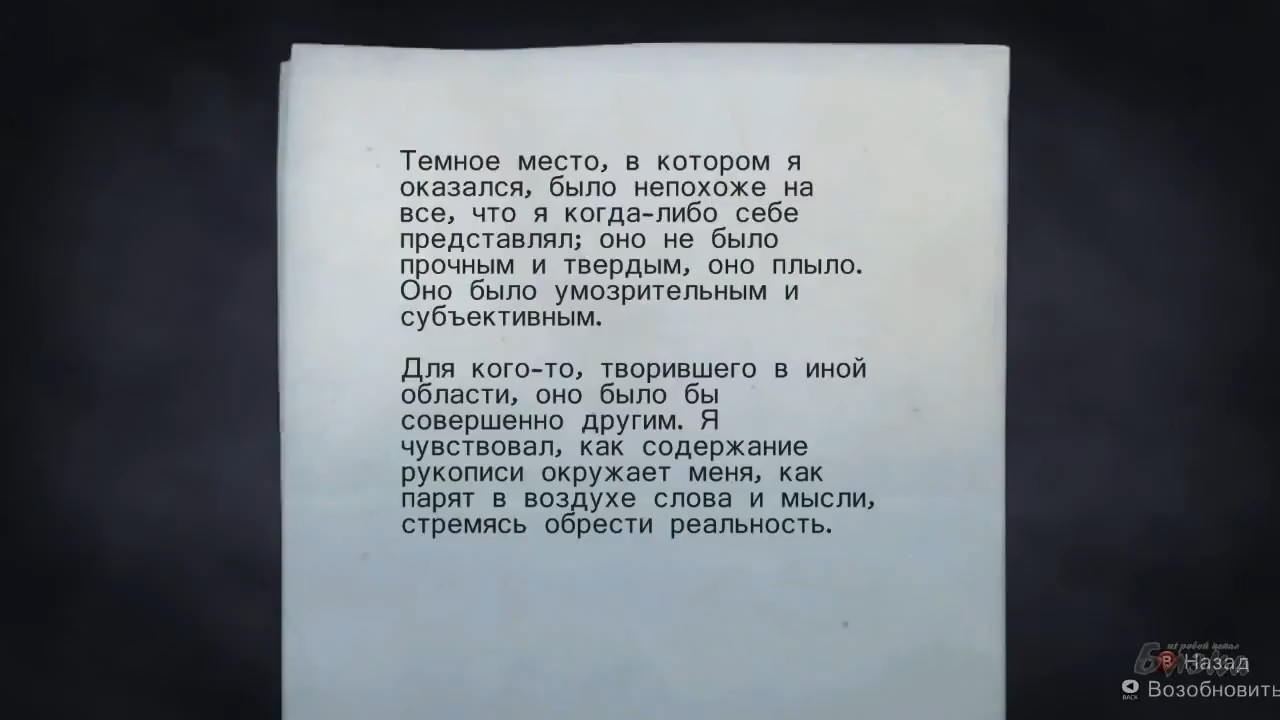 Темное место, в котором я
оказался, было непохоже на
все, что я когда-либо себе
представлял; оно не было
прочным и твердым, оно плыло.
Оно было умозрительным и
субъективным.
Для кого-то, творившего в иной
области, оно было бы
совершенно другим. Я
чувствовал, как содержание
рукописи окружает меня, как
парят в воздухе слова и мысли,
стремясь обрести реальность.
B Назад
BACK Возобновить